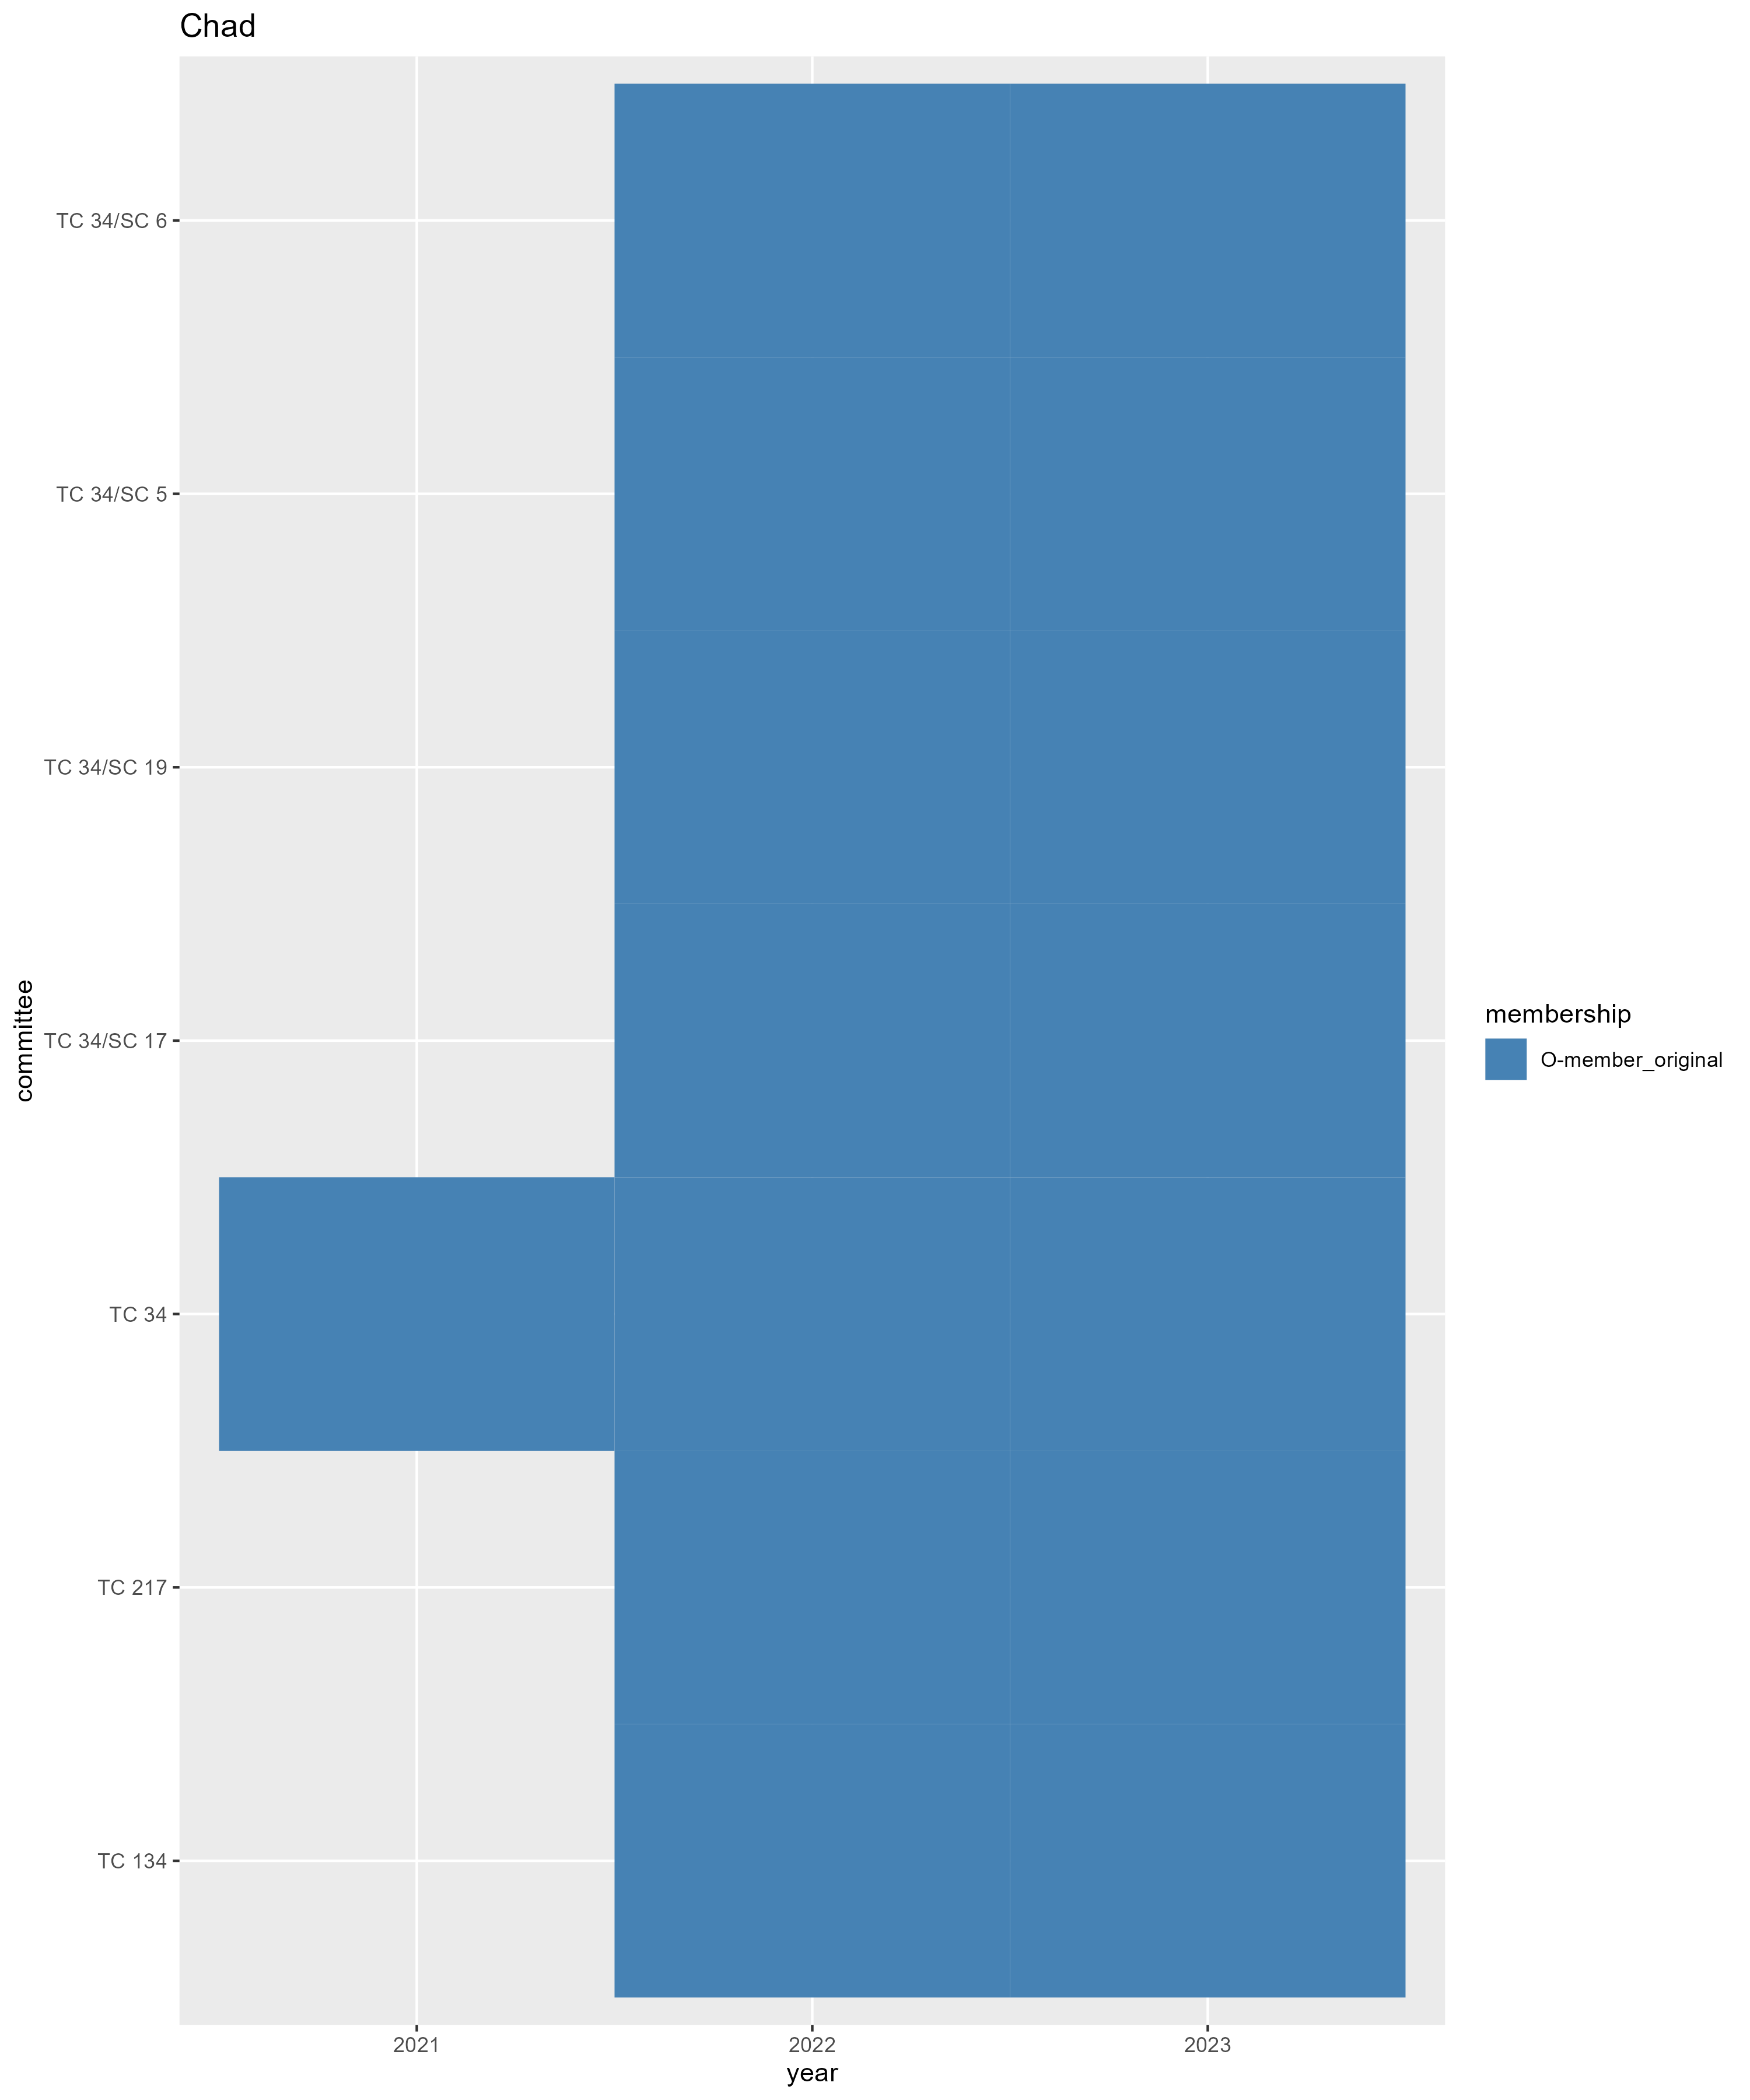 Chad
committee
TC 34/SC 6
TC 34/SC 5
TC 34/SC 19
TC 34/SC 17
TC 34
TC 217
TC 134
2021
2022
2023
year
membership
O-member_original